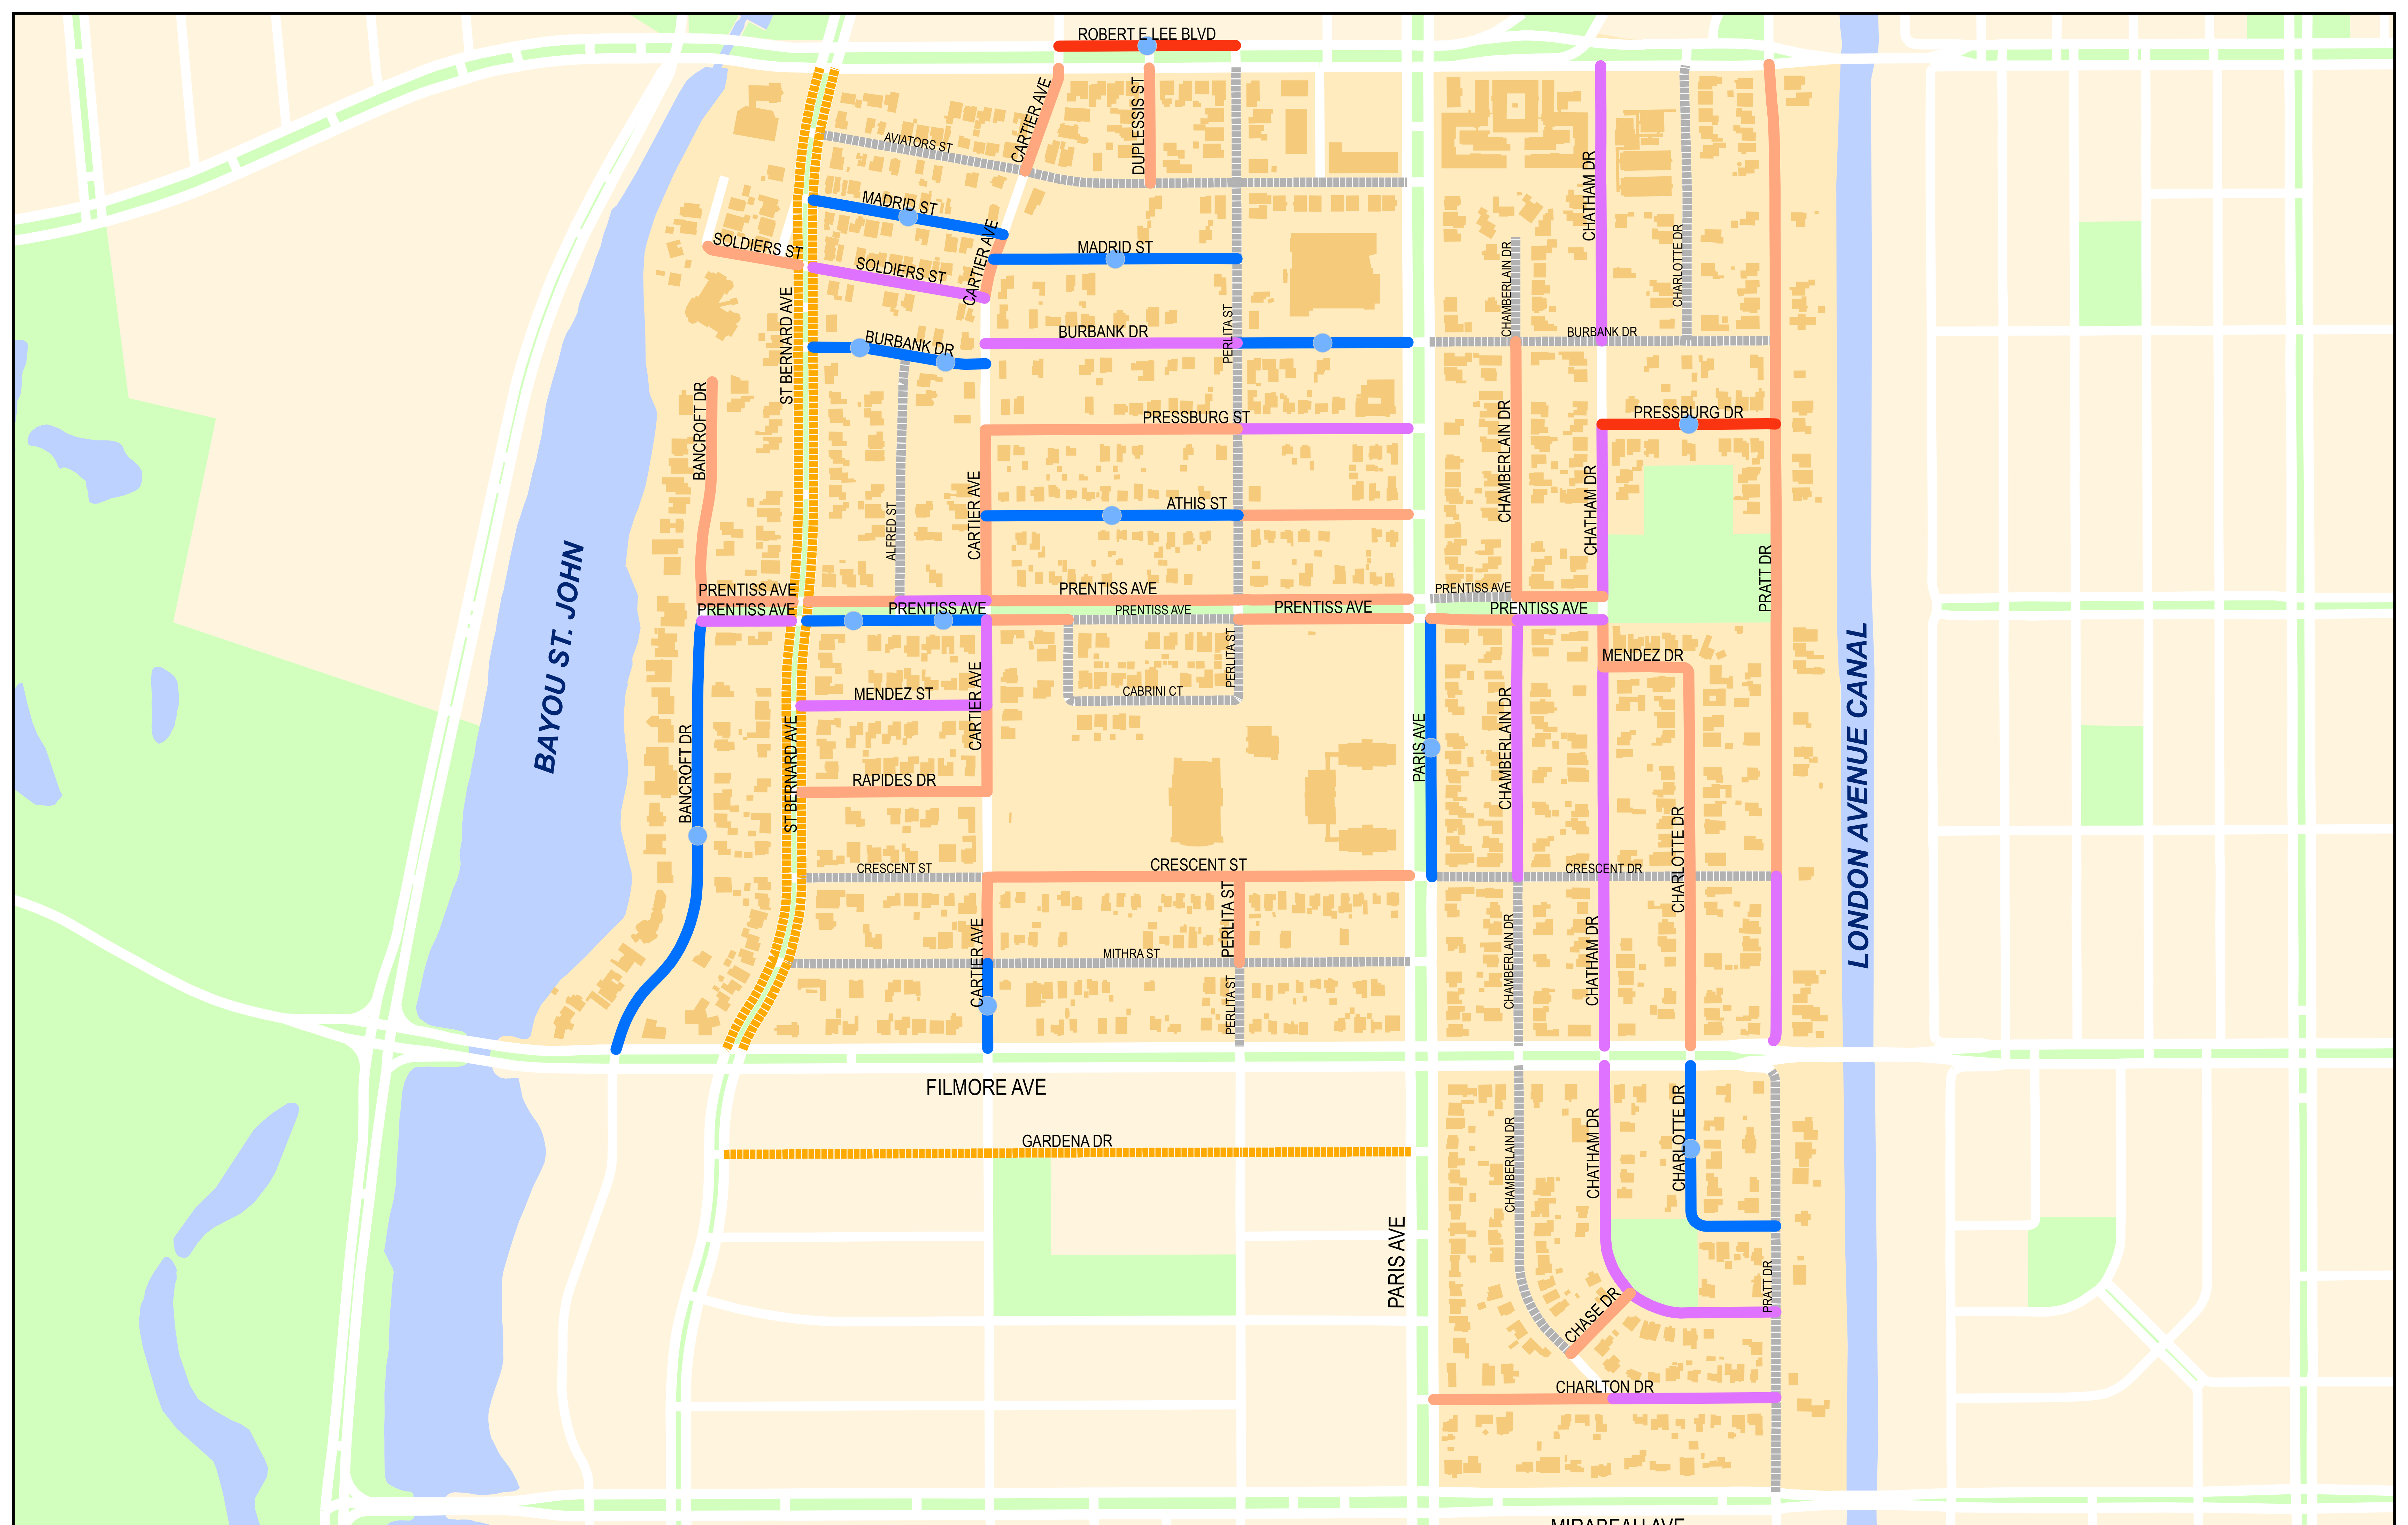 ROBERT E LEE BLVD
CARTIER AVE
DUPLESSIS ST
AVIATORS ST
CHATHAM DR
MADRID ST
SOLDIERS ST
CARTIER AVE
MADRID ST
CHAMBERLAIN DR
CHARLOTTE DR
SOLDIERS ST
ST BERNARD AVE
BURBANK DR
BURBANK DR
PERLITA ST
BURBANK DR
BANCROFT DR
PRESSBURG ST
CHAMBERLAIN DR
PRESSBURG DR
ALFRED ST
CARTIER AVE
ATHIS ST
CHATHAM DR
PRATT DR
BAYOU ST. JOHN
PRENTISS AVE
PRENTISS AVE
PRENTISS AVE
PRENTISS AVE
PRENTISS AVE
PRENTISS AVE
PRENTISS AVE
PRENTISS AVE
PERLITA ST
MENDEZ DR
LONDON AVENUE CANAL
MENDEZ ST
CARTIER AVE
CABRINI CT
BANCROFT DR
ST BERNARD AVE
RAPIDES DR
PARIS AVE
CHAMBERLAIN DR
CHARLOTTE DR
CRESCENT ST
CRESCENT ST
CRESCENT DR
CARTIER AVE
PERLITA ST
MITHRA ST
PERLITA ST
CHAMBERLAIN DR
CHATHAM DR
FILMORE AVE
GARDENA DR
CHAMBERLAIN DR
CHATHAM DR
CHARLOTTE DR
PARIS AVE
PRATT DR
CHASE DR
CHARLTON DR
MIRABEAU AVE